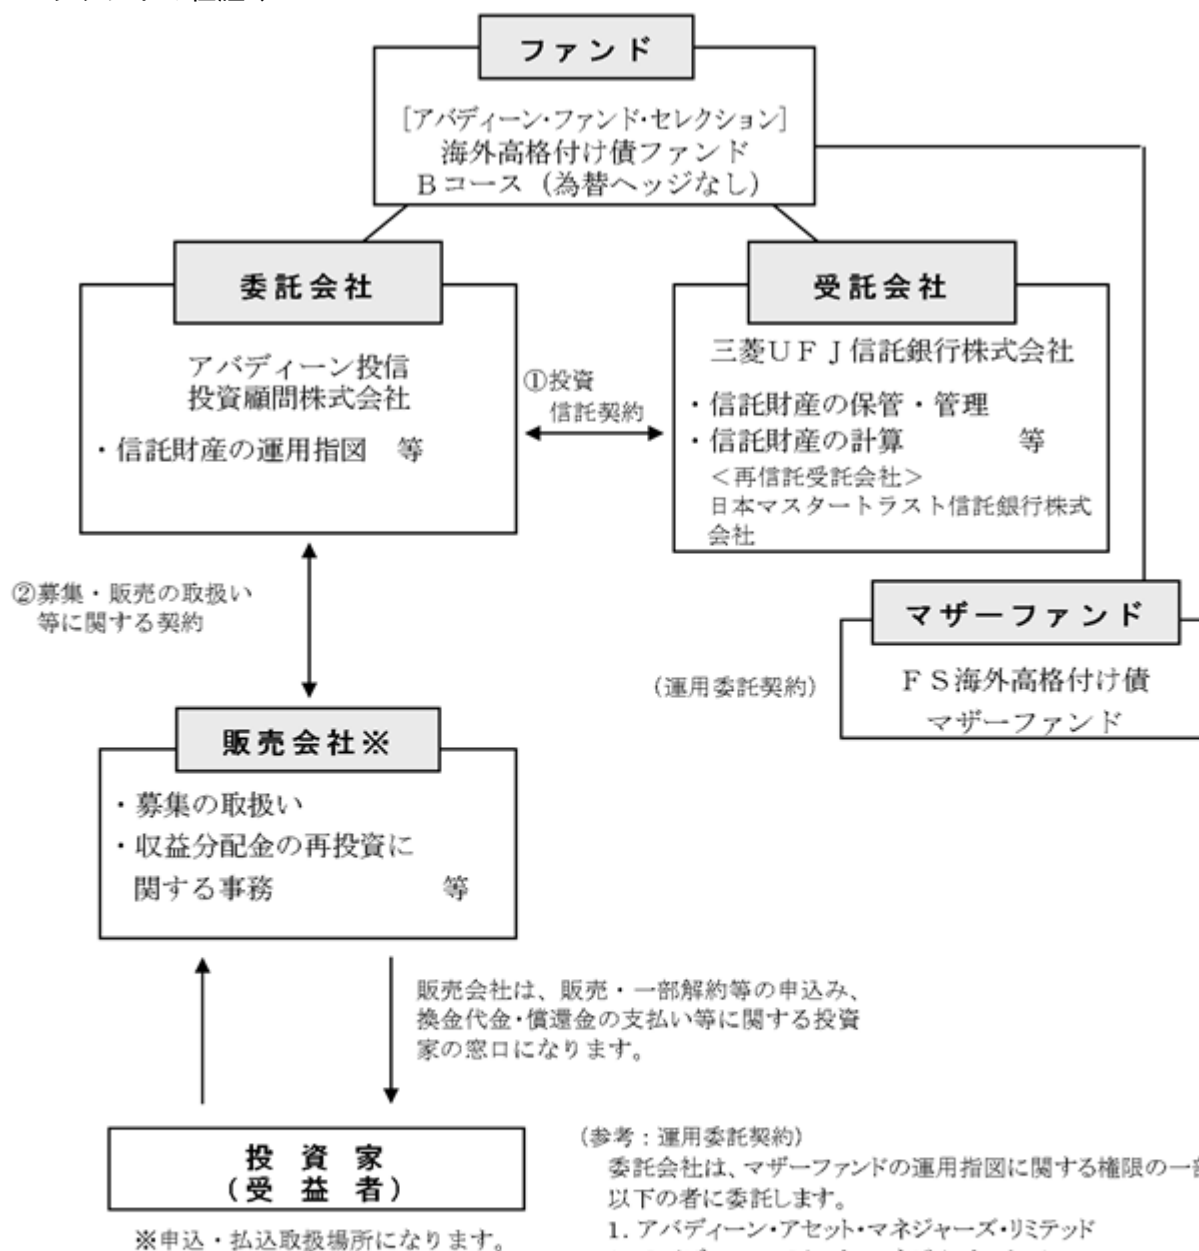 ファンド
[アバディーン・ファンド・セレクション]
海外高格付け債ファンド
Bコース（為替ヘッジなし）
委託会社
アバディーン投信
投資顧問株式会社
・信託財産の運用指図　等
①投資
信託契約
受託会社
三菱UFJ信託銀行株式会社
・信託財産の保管・管理
・信託財産の計算　　　等
＜再信託受託会社＞
日本マスタートラスト信託銀行株式
会社
②募集・販売の取扱い
等に関する契約
マザーファンド
（運用委託契約）
FS海外高格付け債
マザーファンド
販売会社※
・募集の取扱い
・収益分配金の再投資に
関する事務　　　等
販売会社は、販売・一部解約等の申込み、
換金代金・償還金の支払い等に関する投資
家の窓口になります。
投資家
（受益者）
※申込・払込取扱場所になります。
（参考：運用委託契約）
委託会社は、マザーファンドの運用指図に関する権限の一部
以下の者に委託します。
1. アバディーン・アセット・マネジャーズ・リミテッド